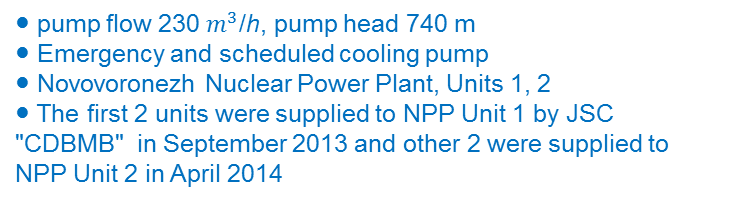 ● pump flow 230 m³/h, pump head 740 m
● Emergency and scheduled cooling pump
● Novovoronezh Nuclear Power Plant, Units 1, 2
● The first 2 units were supplied to NPP Unit 1 by JSC
"CDBMB" in September 2013 and other 2 were supplied to
NPP Unit 2 in April 2014